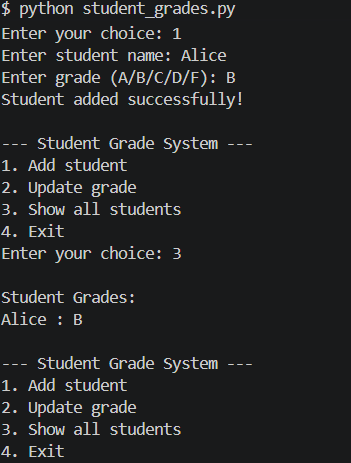 $ python student_grades.py
Enter your choice: 1
Enter student name: Alice
Enter grade (A/B/C/D/F): B
Student added successfully!

--- Student Grade System ---
1. Add student
2. Update grade
3. Show all students
4. Exit
Enter your choice: 3

Student Grades:
Alice : B

--- Student Grade System ---
1. Add student
2. Update grade
3. Show all students
4. Exit